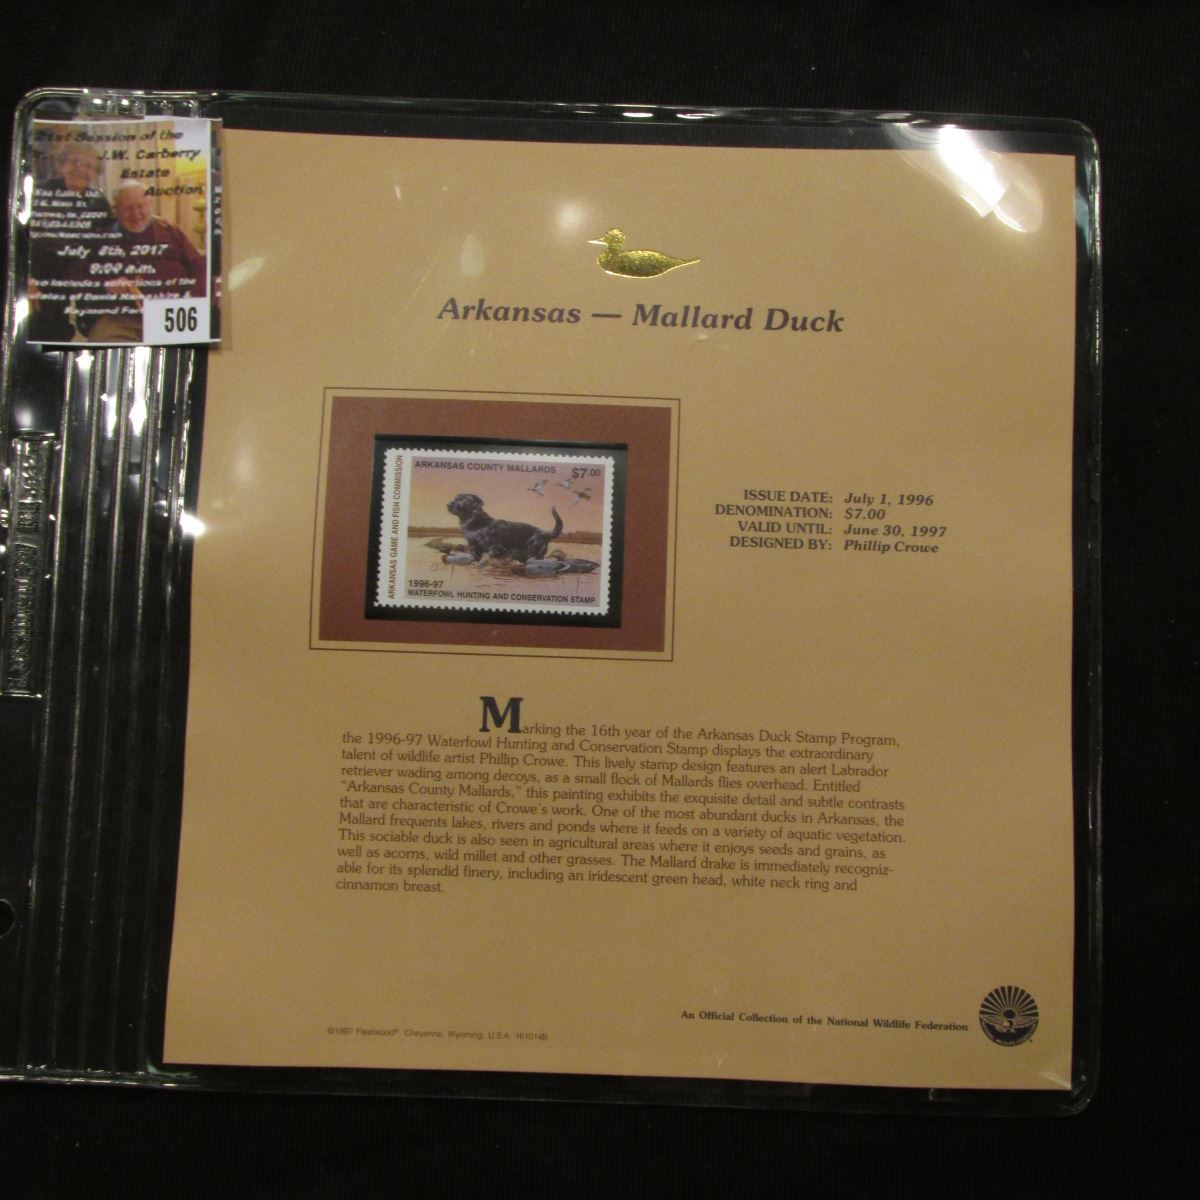 21st Session of the
J.W. Carberry
Estate
Auction
July 8th, 2017
9:00 a.m.
506
Arkansas — Mallard Duck
ARKANSAS COUNTY MALLARDS
$7.00
ARKANSAS GAME AND FISH COMMISSION
1996-97
WATERFOWL HUNTING AND CONSERVATION STAMP
ISSUE DATE: July 1, 1996
DENOMINATION: $7.00
VALID UNTIL: June 30, 1997
DESIGNED BY: Phillip Crowe
Marking the 16th year of the Arkansas Duck Stamp Program,
the 1996-97 Waterfowl Hunting and Conservation Stamp displays the extraordinary
talent of wildlife artist Phillip Crowe. This lively stamp design features an alert Labrador
retriever wading among decoys, as a small flock of Mallards flies overhead. Entitled
"Arkansas County Mallards," this painting exhibits the exquisite detail and subtle contrasts
that are characteristic of Crowe's work. One of the most abundant ducks in Arkansas, the
Mallard frequents lakes, rivers and ponds where it feeds on a variety of aquatic vegetation.
This sociable duck is also seen in agricultural areas where it enjoys seeds and grains, as
well as acorns, wild millet and other grasses. The Mallard drake is immediately recogniz-
able for its splendid finery, including an iridescent green head, white neck ring and
cinnamon breast.
©1997 Fleetwood® Cheyenne, Wyoming, U.S.A. 161014B
An Official Collection of the National Wildlife Federation